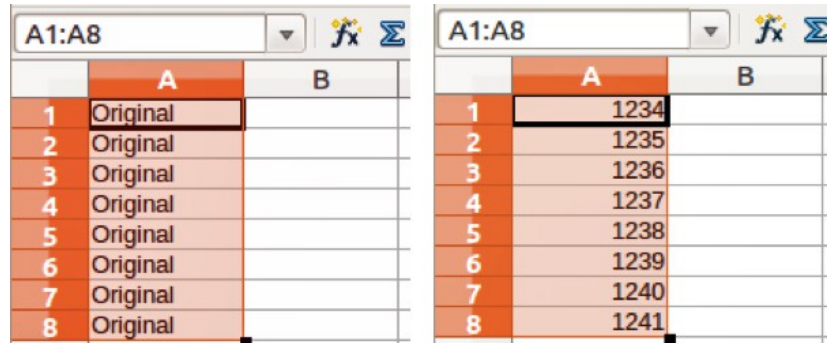 A1:A8
A B
1 Original
2 Original
3 Original
4 Original
5 Original
6 Original
7 Original
8 Original
A1:A8
A B
1 1234
2 1235
3 1236
4 1237
5 1238
6 1239
7 1240
8 1241